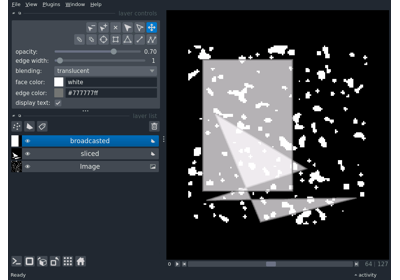 File View Plugins Window Help
layer controls
opacity: 0.70
edge width: 1
blending: translucent
face color: white
edge color: #777777ff
display text:
layer list
broadcasted
sliced
Image
64 127
Ready
activity